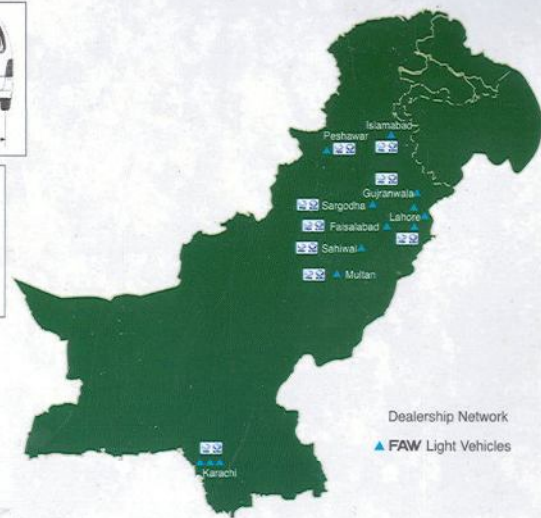 Islamabad
Peshawar
Gujranwala
Sargodha
Lahore
Faisalabad
Sahiwal
Multan
Dealership Network
FAW Light Vehicles
Karachi